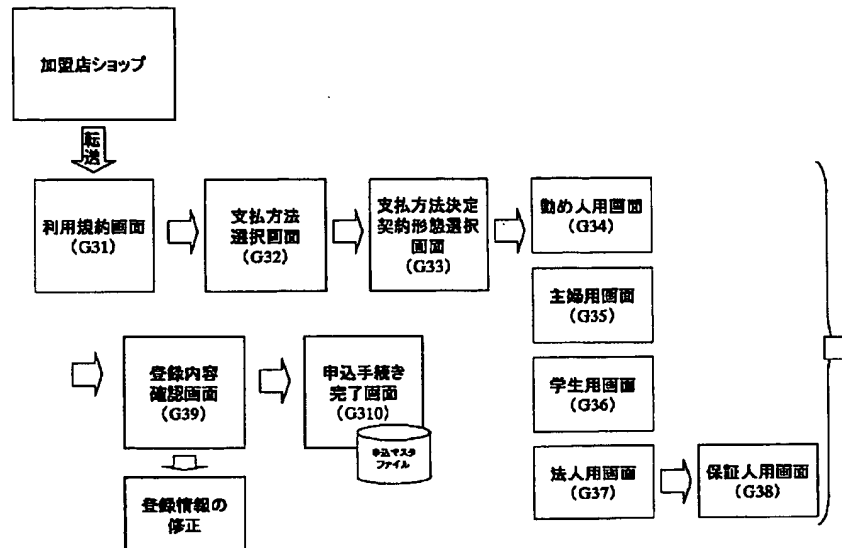 加盟店ショップ
転送
利用規約画面
(G31)
支払方法
選択画面
(G32)
支払方法決定
契約形態選択
画面
(G33)
勤め人用画面
(G34)
主婦用画面
(G35)
学生用画面
(G36)
法人用画面
(G37)
保証人用画面
(G38)
登録内容
確認画面
(G39)
申込手続き
完了画面
(G310)
申込マスタ
ファイル
登録情報の
修正